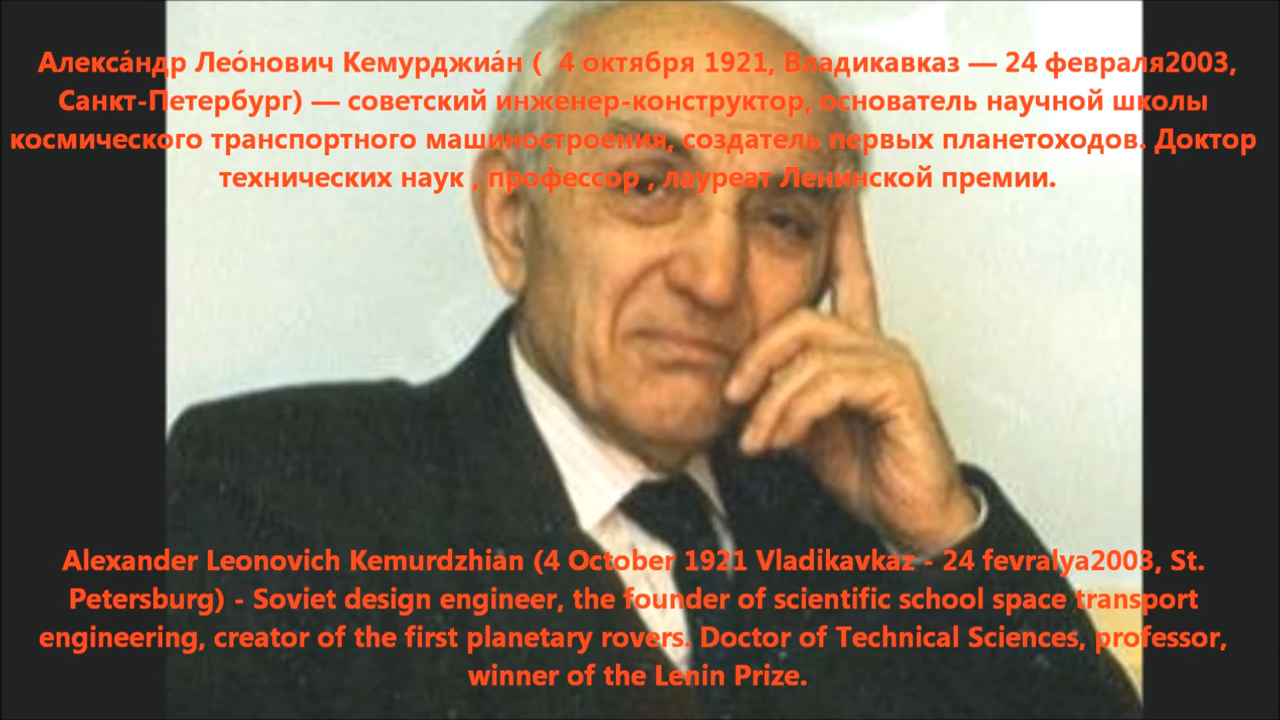 Алекса́ндр Лео́нович Кемурджиа́н (  4 октября 1921, Владикавказ — 24 февраля2003,
Санкт-Петербург) — советский инженер-конструктор, основатель научной школы
космического транспортного машиностроения, создатель первых планетоходов. Доктор
технических наук , профессор , лауреат Ленинской премии.
Alexander Leonovich Kemurdzhian (4 October 1921 Vladikavkaz - 24 fevralya2003, St.
Petersburg) - Soviet design engineer, the founder of scientific school space transport
engineering, creator of the first planetary rovers. Doctor of Technical Sciences, professor,
winner of the Lenin Prize.